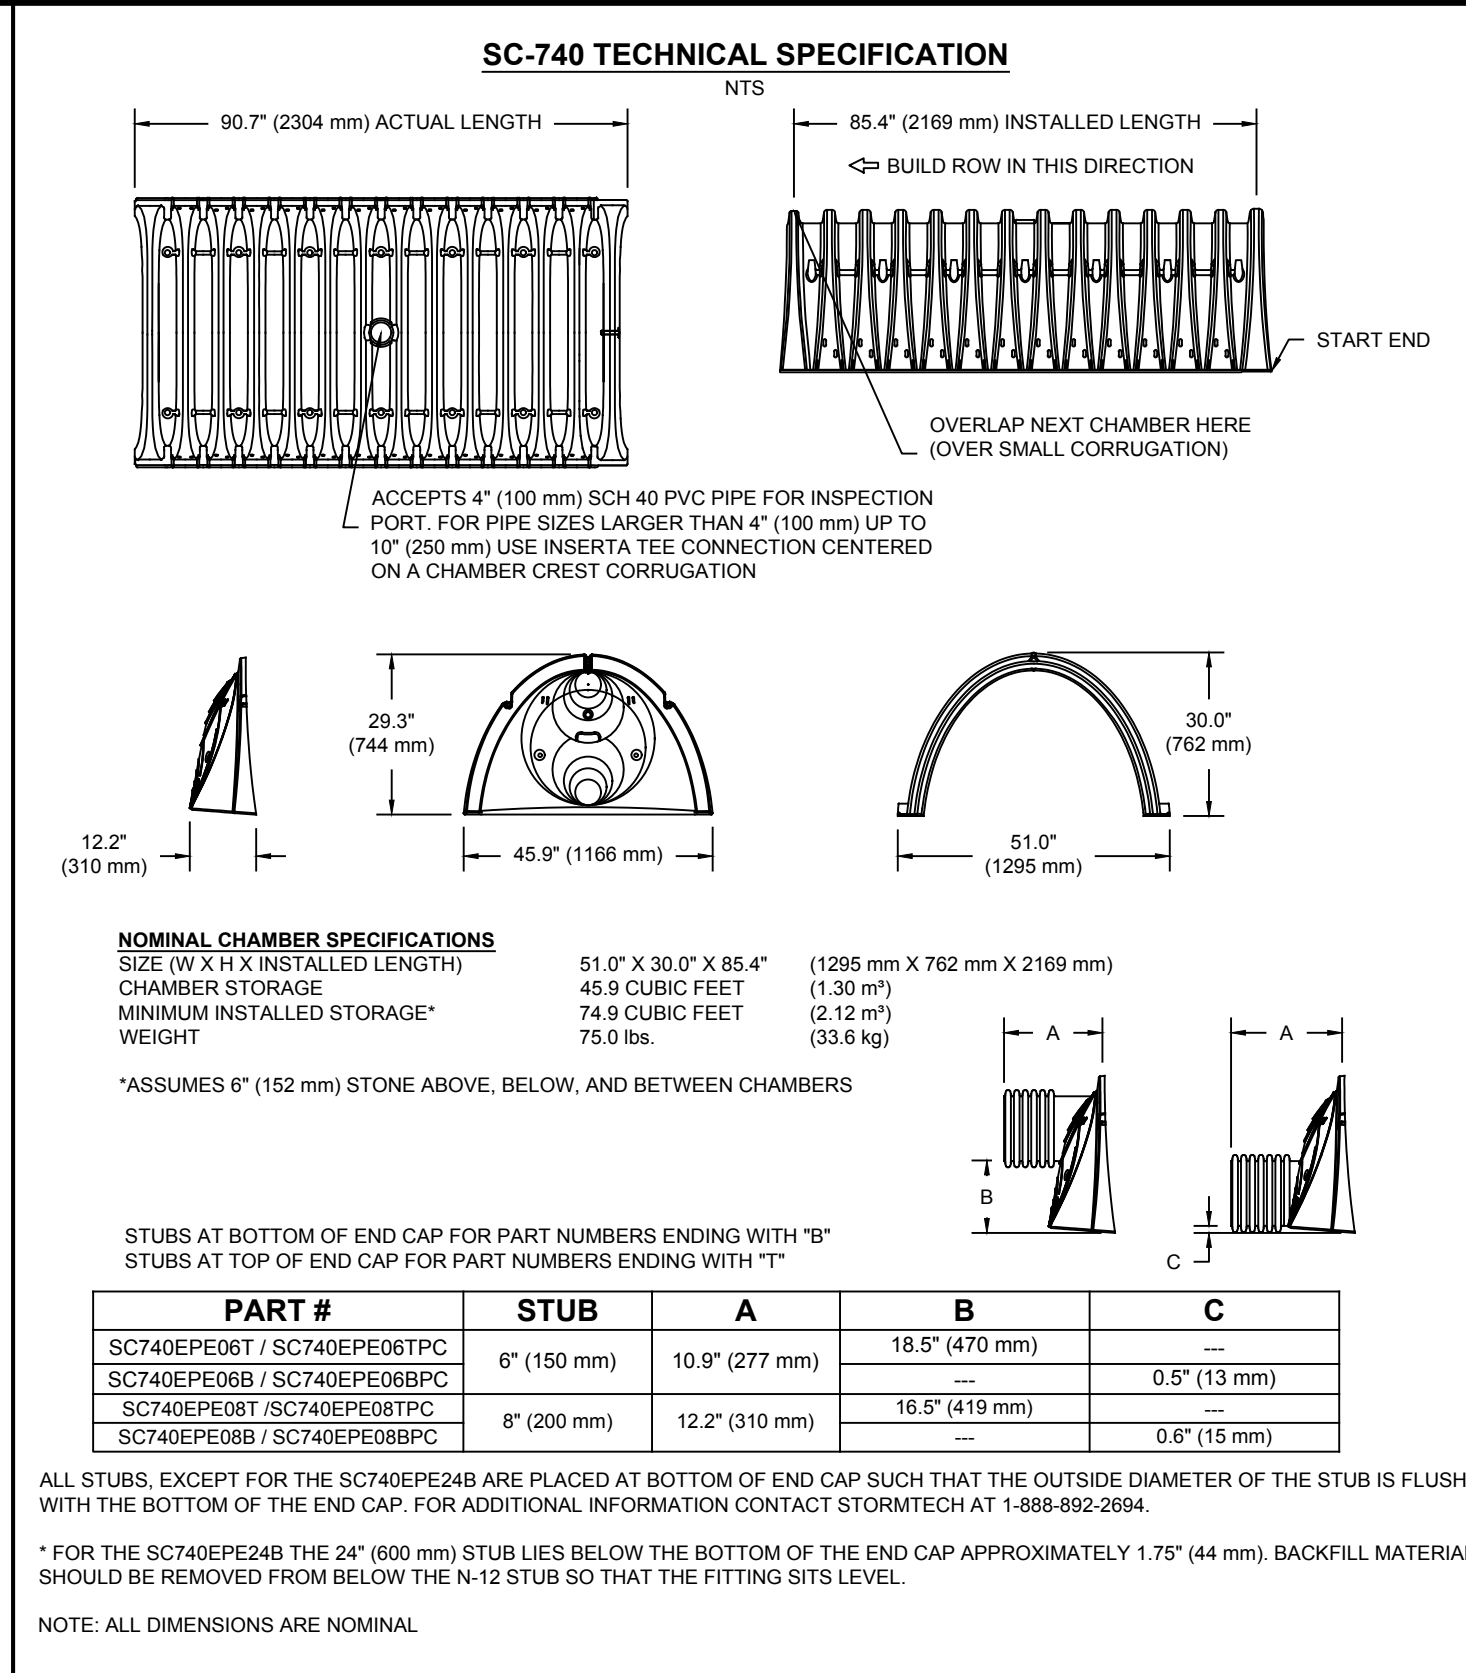 SC-740 TECHNICAL SPECIFICATION
NTS
90.7" (2304 mm) ACTUAL LENGTH
85.4" (2169 mm) INSTALLED LENGTH
BUILD ROW IN THIS DIRECTION
START END
OVERLAP NEXT CHAMBER HERE
(OVER SMALL CORRUGATION)
ACCEPTS 4" (100 mm) SCH 40 PVC PIPE FOR INSPECTION
PORT. FOR PIPE SIZES LARGER THAN 4" (100 mm) UP TO
10" (250 mm) USE INSERTA TEE CONNECTION CENTERED
ON A CHAMBER CREST CORRUGATION
29.3"
(744 mm)
30.0"
(762 mm)
12.2"
(310 mm)
45.9" (1166 mm)
51.0"
(1295 mm)
NOMINAL CHAMBER SPECIFICATIONS
SIZE (W X H X INSTALLED LENGTH) 51.0" X 30.0" X 85.4" (1295 mm X 762 mm X 2169 mm)
CHAMBER STORAGE 45.9 CUBIC FEET (1.30 m³)
MINIMUM INSTALLED STORAGE* 74.9 CUBIC FEET (2.12 m³)
WEIGHT 75.0 lbs. (33.6 kg)
*ASSUMES 6" (152 mm) STONE ABOVE, BELOW, AND BETWEEN CHAMBERS
A
A
B
C
STUBS AT BOTTOM OF END CAP FOR PART NUMBERS ENDING WITH "B"
STUBS AT TOP OF END CAP FOR PART NUMBERS ENDING WITH "T"
PART # STUB A B C
SC740EPE06T / SC740EPE06TPC 6" (150 mm) 10.9" (277 mm) 18.5" (470 mm) ---
SC740EPE06B / SC740EPE06BPC --- 0.5" (13 mm)
SC740EPE08T /SC740EPE08TPC 8" (200 mm) 12.2" (310 mm) 16.5" (419 mm) ---
SC740EPE08B / SC740EPE08BPC --- 0.6" (15 mm)
ALL STUBS, EXCEPT FOR THE SC740EPE24B ARE PLACED AT BOTTOM OF END CAP SUCH THAT THE OUTSIDE DIAMETER OF THE STUB IS FLUSH
WITH THE BOTTOM OF THE END CAP. FOR ADDITIONAL INFORMATION CONTACT STORMTECH AT 1-888-892-2694.
* FOR THE SC740EPE24B THE 24" (600 mm) STUB LIES BELOW THE BOTTOM OF THE END CAP APPROXIMATELY 1.75" (44 mm). BACKFILL MATERIAL
SHOULD BE REMOVED FROM BELOW THE N-12 STUB SO THAT THE FITTING SITS LEVEL.
NOTE: ALL DIMENSIONS ARE NOMINAL